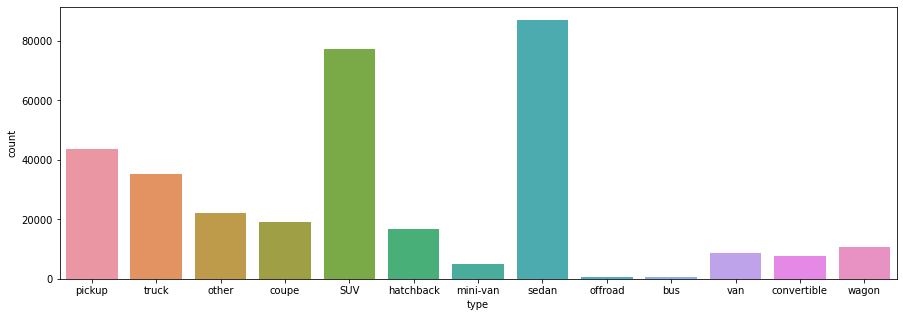 80000
60000
40000
20000
0
count
pickup truck other coupe SUV hatchback mini-van sedan offroad bus van convertible wagon
type